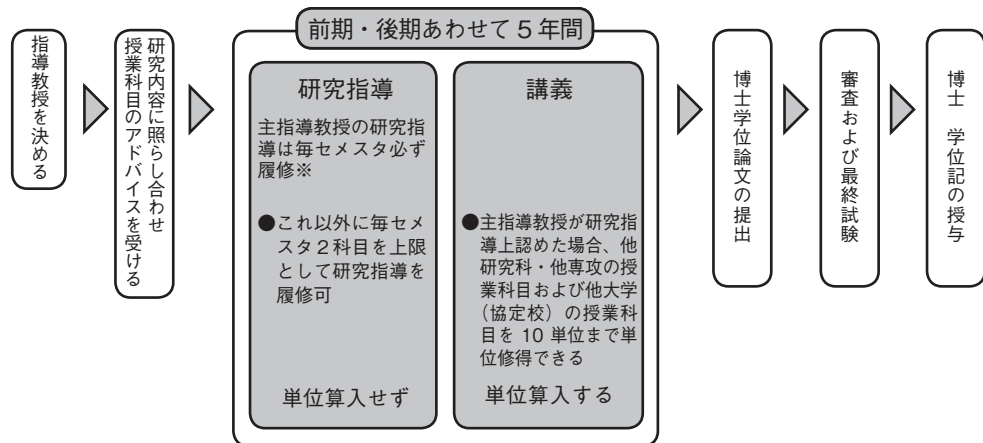 指導教授を決める
研究内容に照らし合わせ
授業科目のアドバイスを受ける
前期・後期あわせて５年間
研究指導
主指導教授の研究指
導は毎セメスタ必ず
履修※
●これ以外に毎セメ
スタ２科目を上限
として研究指導を
履修可
単位算入せず
講義
●主指導教授が研究指
導上認めた場合、他
研究科・他専攻の授
業科目および他大学
（協定校）の授業科
目を 10 単位まで単
位修得できる
単位算入する
博士学位論文の提出
審査および最終試験
博士　学位記の授与